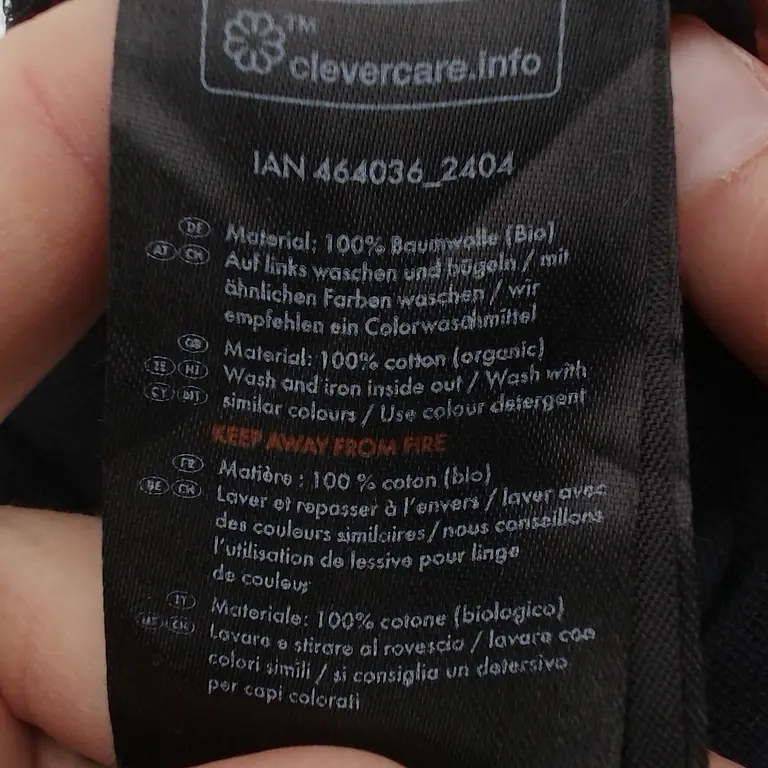 ™
clevercare.info
IAN 464036_2404
DE
AT CH
Material: 100% Baumwolle (Bio)
Auf links waschen und bügeln / mit
ähnlichen Farben waschen / wir
empfehlen ein Colorwaschmittel
GB
IE NI
CY MT
Material: 100% cotton (organic)
Wash and iron inside out / Wash with
similar colours / Use colour detergent
KEEP AWAY FROM FIRE
FR
BE CH
Matière : 100 % coton (bio)
Laver et repasser à l'envers / laver avec
des couleurs similaires / nous conseillons
l'utilisation de lessive pour linge
de couleur
IT
MT CH
Materiale: 100% cotone (biologico)
Lavare e stirare al rovescio / lavare con
colori simili / si consiglia un detersivo
per capi colorati